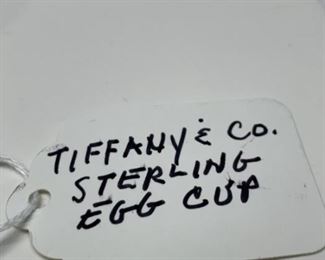 TIFFANY & CO.
STERLING
EGG CUP